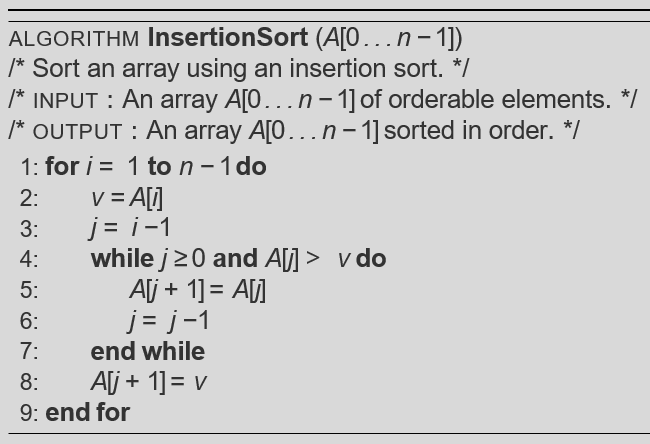 ALGORITHM InsertionSort (A[0...n−1])
/* Sort an array using an insertion sort. */
/* INPUT : An array A[0...n−1] of orderable elements. */
/* OUTPUT : An array A[0...n−1] sorted in order. */
1: for i = 1 to n − 1 do
2: v = A[i]
3: j = i −1
4: while j ≥ 0 and A[j] > v do
5: A[j + 1] = A[j]
6: j = j −1
7: end while
8: A[j + 1] = v
9: end for